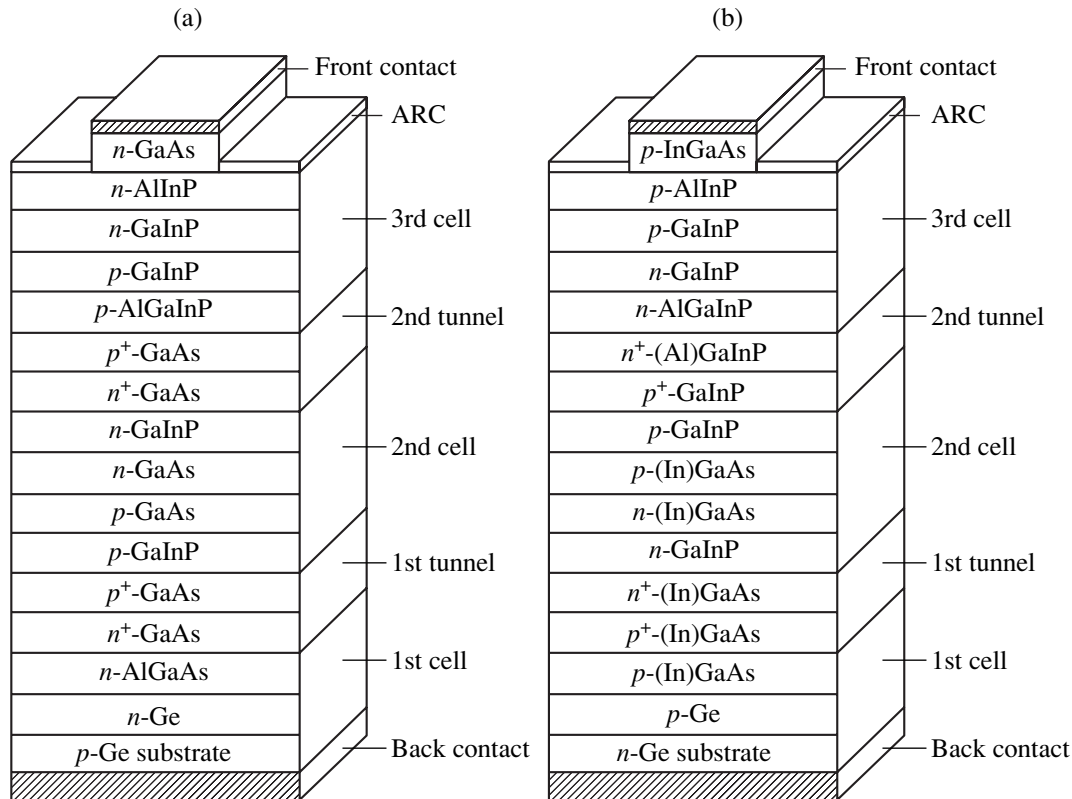 (a)
Front contact
ARC
n-GaAs
n-AlInP
n-GaInP
3rd cell
p-GaInP
p-AlGaInP
2nd tunnel
p⁺-GaAs
n⁺-GaAs
n-GaInP
2nd cell
n-GaAs
p-GaAs
p-GaInP
1st tunnel
p⁺-GaAs
n⁺-GaAs
n-AlGaAs
1st cell
n-Ge
p-Ge substrate
Back contact
(b)
Front contact
ARC
p-InGaAs
p-AlInP
p-GaInP
3rd cell
n-GaInP
n-AlGaInP
2nd tunnel
n⁺-(Al)GaInP
p⁺-GaInP
p-GaInP
2nd cell
p-(In)GaAs
n-(In)GaAs
n-GaInP
1st tunnel
n⁺-(In)GaAs
p⁺-(In)GaAs
p-(In)GaAs
1st cell
p-Ge
n-Ge substrate
Back contact